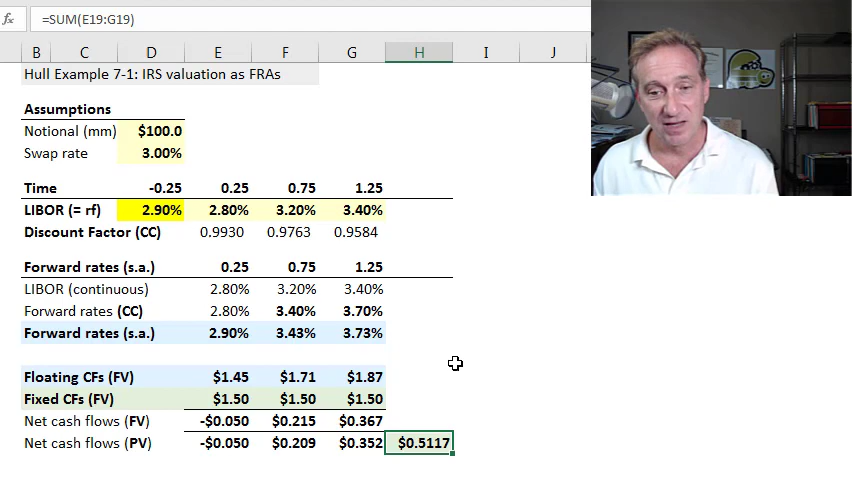 fx =SUM(E19:G19)
B C D E F G H I J
Hull Example 7-1: IRS valuation as FRAs
Assumptions
Notional (mm) $100.0
Swap rate 3.00%
Time -0.25 0.25 0.75 1.25
LIBOR (= rf) 2.90% 2.80% 3.20% 3.40%
Discount Factor (CC) 0.9930 0.9763 0.9584
Forward rates (s.a.) 0.25 0.75 1.25
LIBOR (continuous) 2.80% 3.20% 3.40%
Forward rates (CC) 2.80% 3.40% 3.70%
Forward rates (s.a.) 2.90% 3.43% 3.73%
Floating CFs (FV) $1.45 $1.71 $1.87
Fixed CFs (FV) $1.50 $1.50 $1.50
Net cash flows (FV) -$0.050 $0.215 $0.367
Net cash flows (PV) -$0.050 $0.209 $0.352 $0.5117